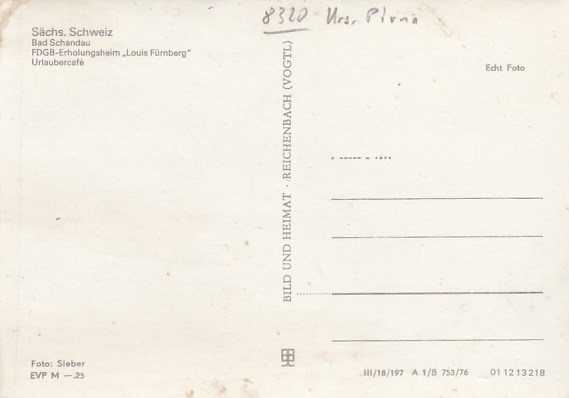 8320 Krs. Pirna
Sächs. Schweiz
Bad Schandau
FDGB-Erholungsheim „Louis Fürnberg"
Urlaubercafé
Echt Foto
BILD UND HEIMAT · REICHENBACH (VOGTL)
Foto: Sieber
EVP M —.25
III/18/197 A 1/B 753/76 01 12 13 218